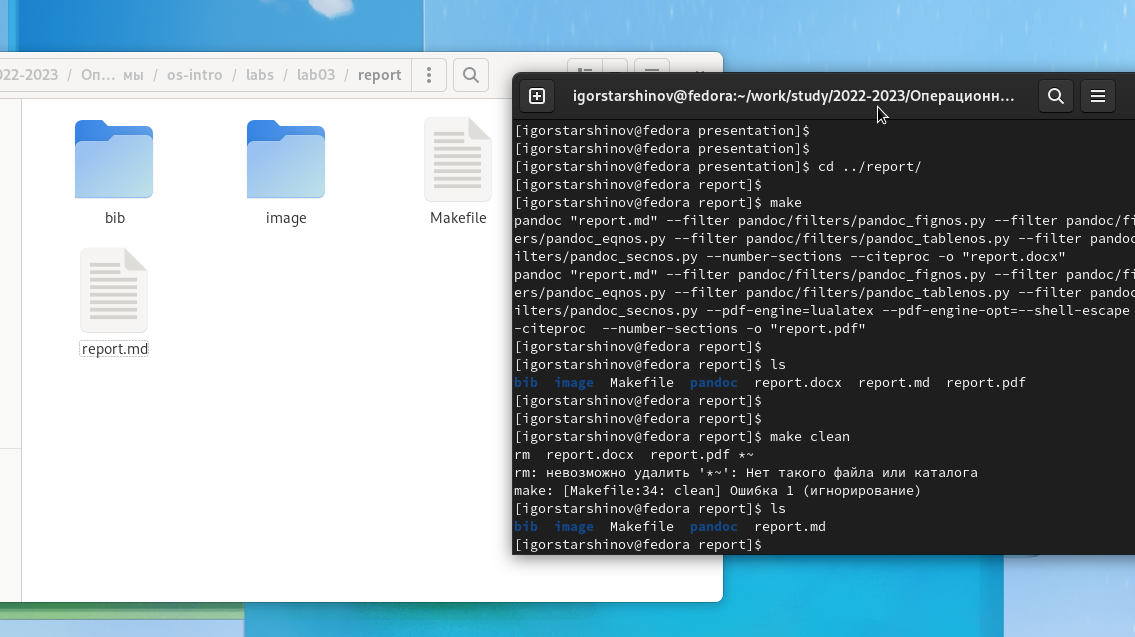 022-2023 / Оп… мы / os-intro / labs / lab03 / report
bib
image
Makefile
report.md
igorstarshinov@fedora:~/work/study/2022-2023/Операционн…
[igorstarshinov@fedora presentation]$
[igorstarshinov@fedora presentation]$
[igorstarshinov@fedora presentation]$ cd ../report/
[igorstarshinov@fedora report]$
[igorstarshinov@fedora report]$ make
pandoc "report.md" --filter pandoc/filters/pandoc_fignos.py --filter pandoc/fi
ers/pandoc_eqnos.py --filter pandoc/filters/pandoc_tablenos.py --filter pandoc
ilters/pandoc_secnos.py --number-sections --citeproc -o "report.docx"
pandoc "report.md" --filter pandoc/filters/pandoc_fignos.py --filter pandoc/fi
ers/pandoc_eqnos.py --filter pandoc/filters/pandoc_tablenos.py --filter pandoc
ilters/pandoc_secnos.py --pdf-engine=lualatex --pdf-engine-opt=--shell-escape
-citeproc  --number-sections -o "report.pdf"
[igorstarshinov@fedora report]$
[igorstarshinov@fedora report]$ ls
bib  image  Makefile  pandoc  report.docx  report.md  report.pdf
[igorstarshinov@fedora report]$
[igorstarshinov@fedora report]$
[igorstarshinov@fedora report]$ make clean
rm  report.docx  report.pdf *~
rm: невозможно удалить '*~': Нет такого файла или каталога
make: [Makefile:34: clean] Ошибка 1 (игнорирование)
[igorstarshinov@fedora report]$ ls
bib  image  Makefile  pandoc  report.md
[igorstarshinov@fedora report]$